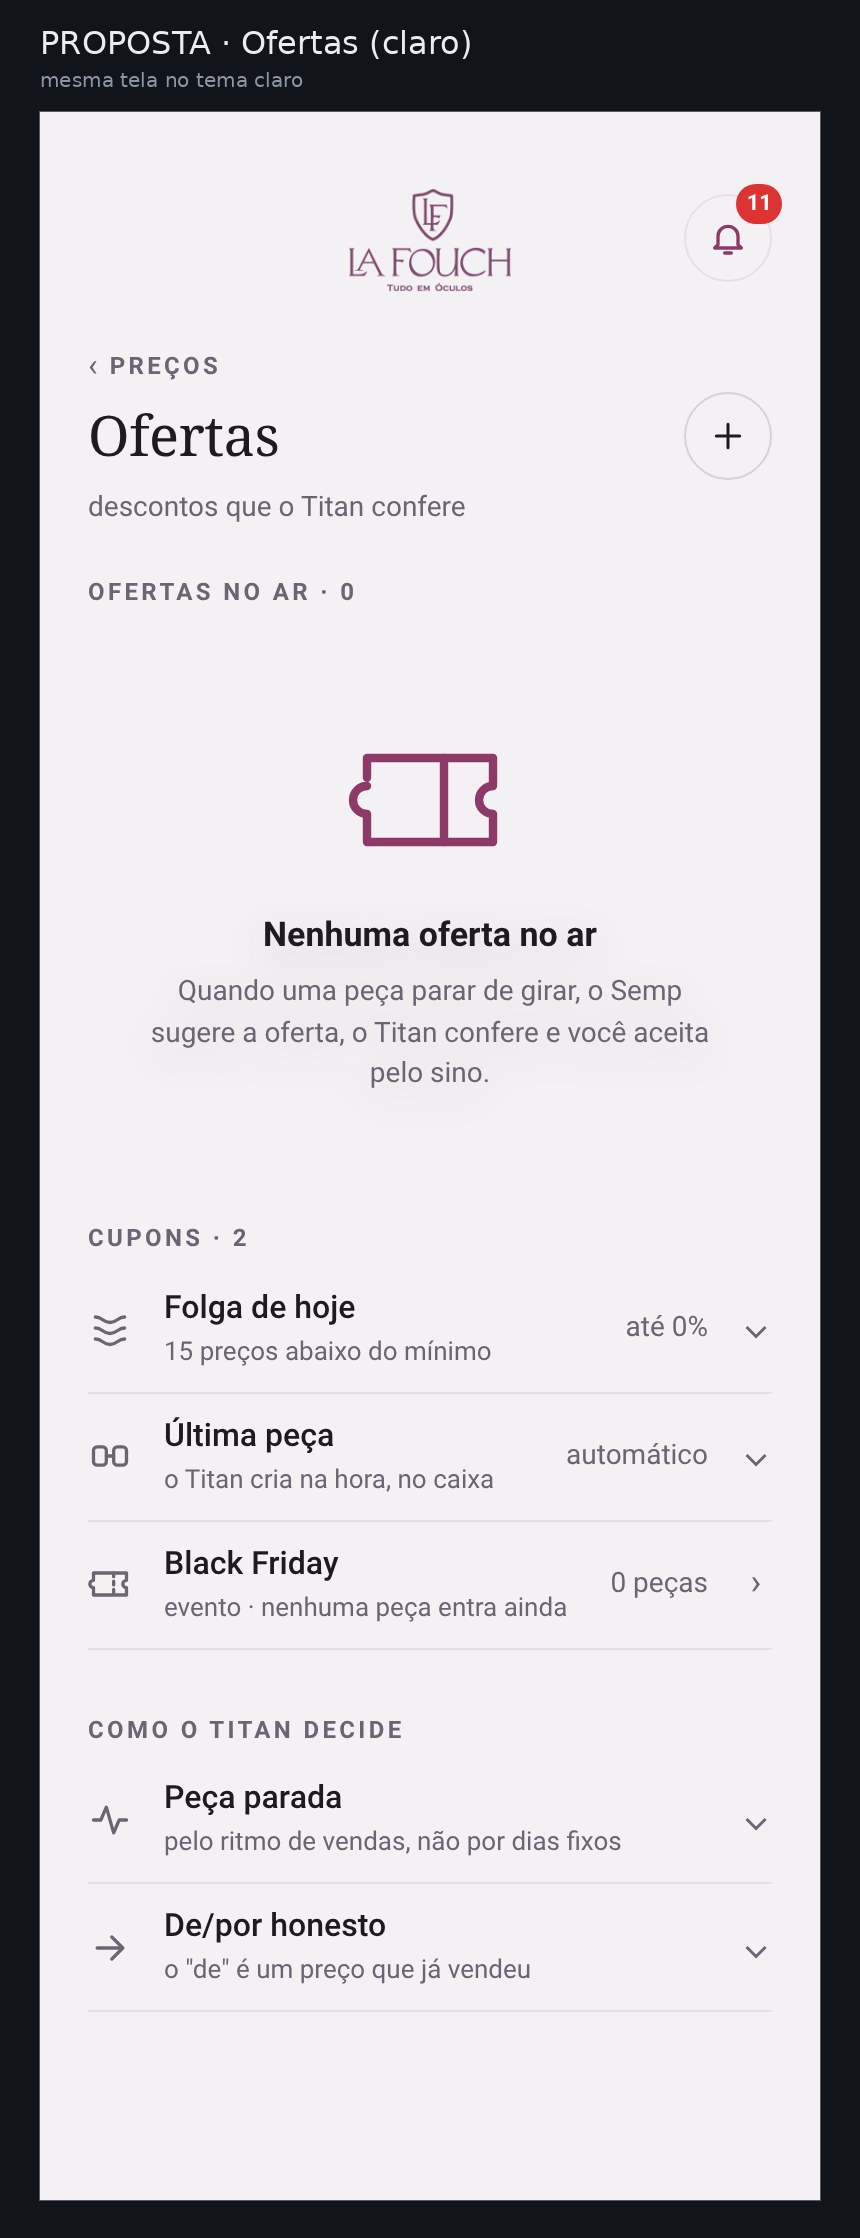 PROPOSTA · Ofertas (claro)
mesma tela no tema claro
LF
LA FOUCH
TUDO EM ÓCULOS
11
‹ PREÇOS
Ofertas
descontos que o Titan confere
OFERTAS NO AR · 0
Nenhuma oferta no ar
Quando uma peça parar de girar, o Semp
sugere a oferta, o Titan confere e você aceita
pelo sino.
CUPONS · 2
Folga de hoje
até 0%
15 preços abaixo do mínimo
Última peça
automático
o Titan cria na hora, no caixa
Black Friday
0 peças ›
evento · nenhuma peça entra ainda
COMO O TITAN DECIDE
Peça parada
pelo ritmo de vendas, não por dias fixos
De/por honesto
o "de" é um preço que já vendeu